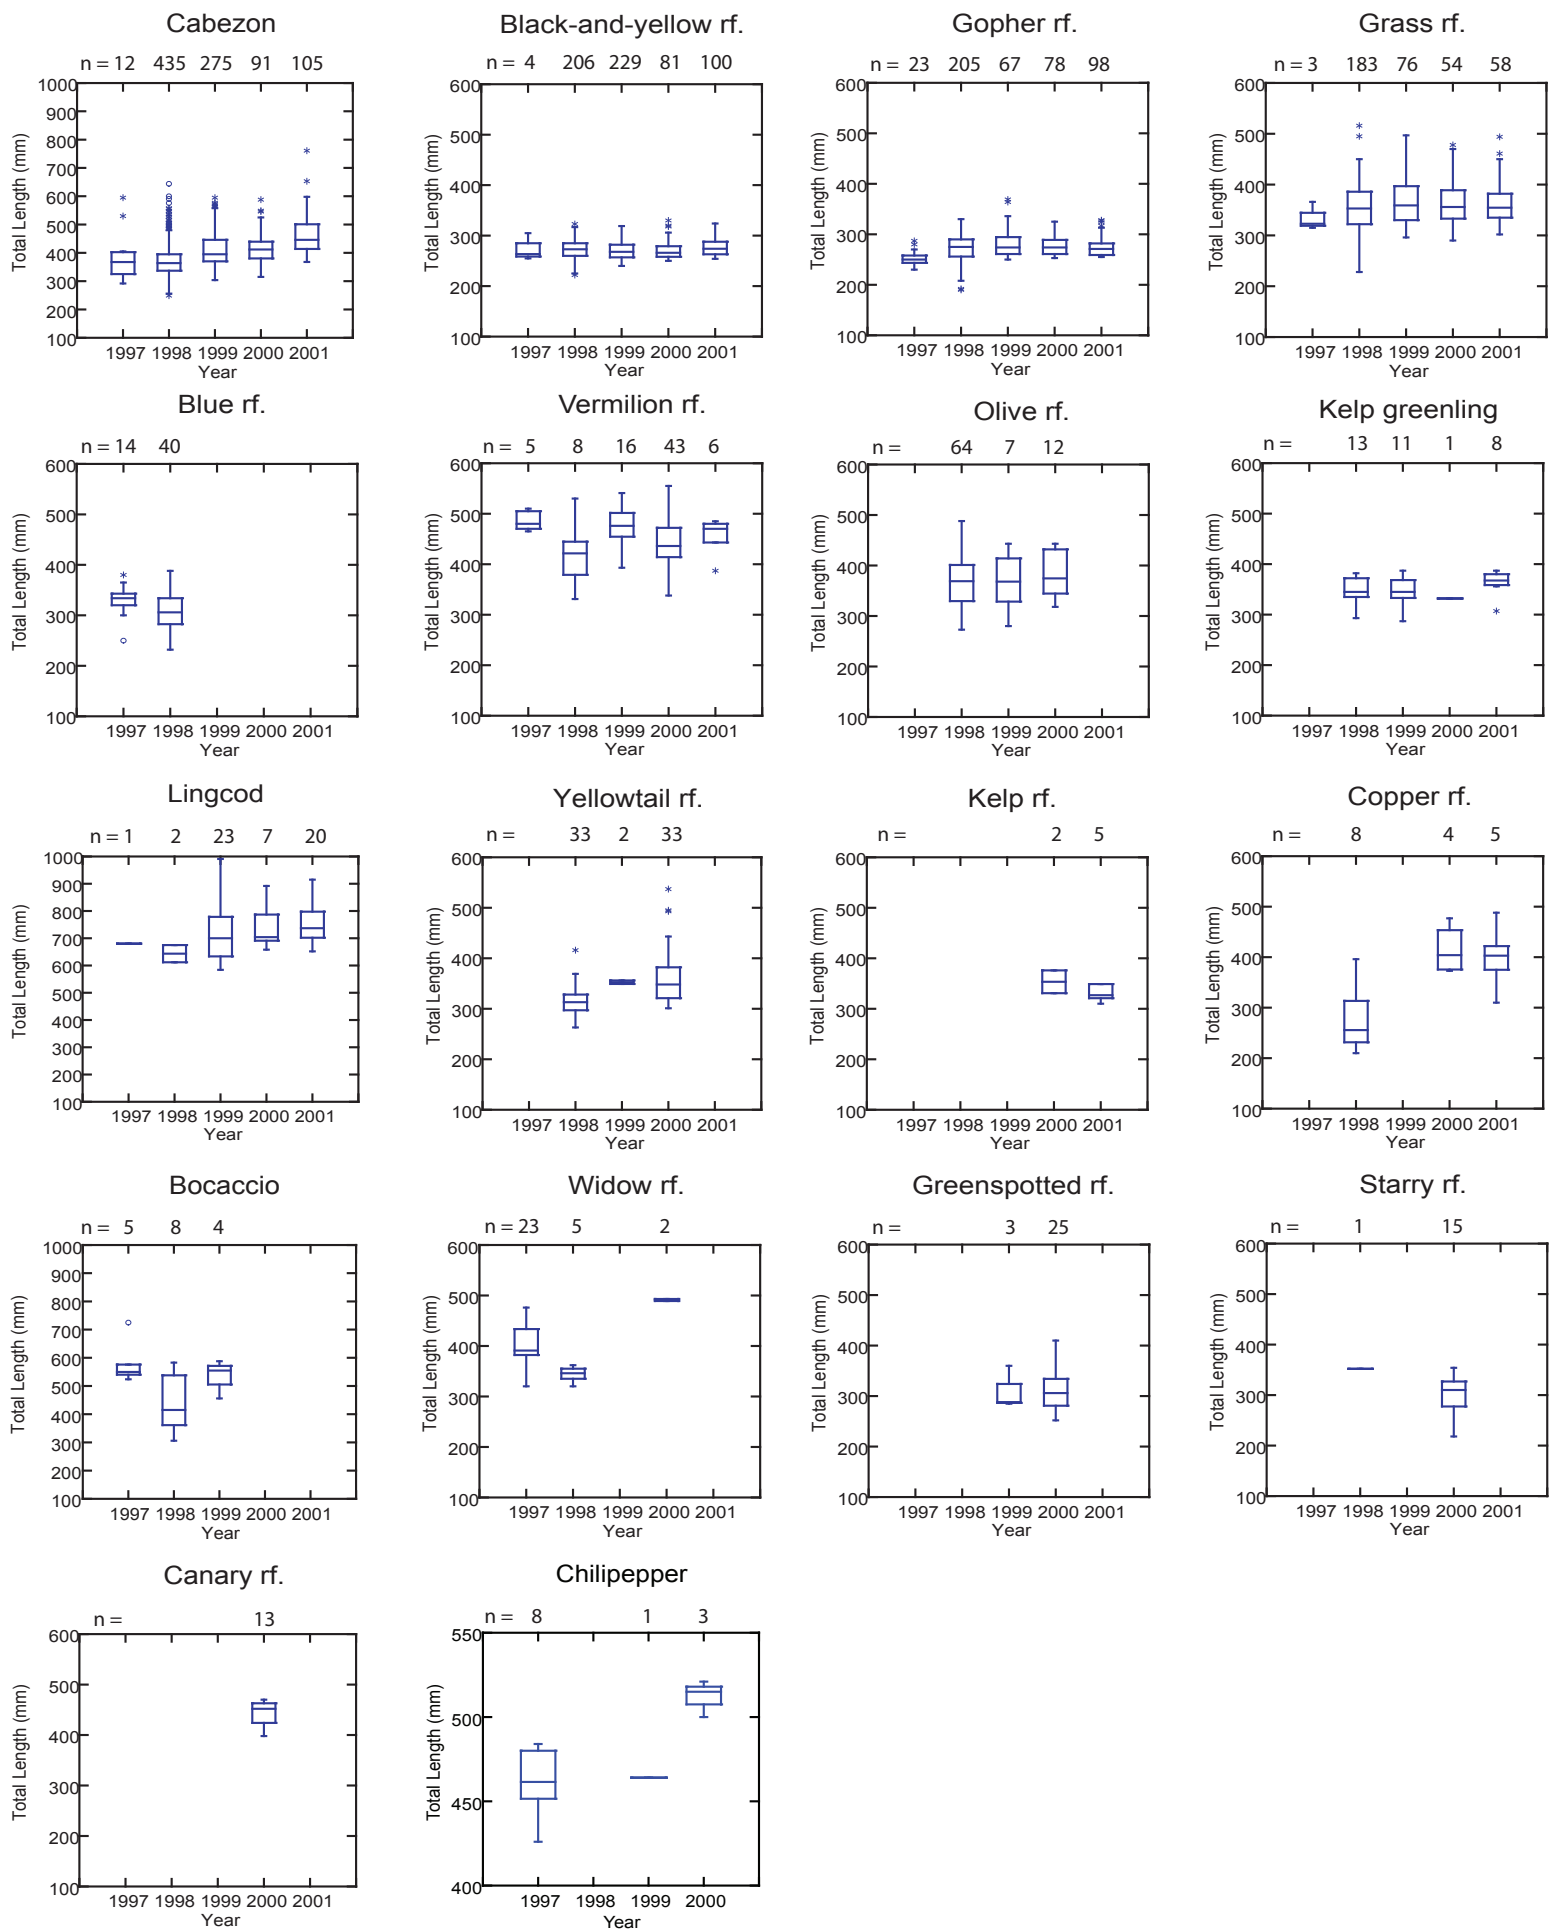 Cabezon
n = 12 435 275 91 105
Total Length (mm)
1000
900
800
700
600
500
400
300
200
100
1997 1998 1999 2000 2001
Year
Black-and-yellow rf.
n = 4 206 229 81 100
Total Length (mm)
600
500
400
300
200
100
1997 1998 1999 2000 2001
Year
Gopher rf.
n = 23 205 67 78 98
Total Length (mm)
600
500
400
300
200
100
1997 1998 1999 2000 2001
Year
Grass rf.
n = 3 183 76 54 58
Total Length (mm)
600
500
400
300
200
100
1997 1998 1999 2000 2001
Year
Blue rf.
n = 14 40
Total Length (mm)
600
500
400
300
200
100
1997 1998 1999 2000 2001
Year
Vermilion rf.
n = 5 8 16 43 6
Total Length (mm)
600
500
400
300
200
100
1997 1998 1999 2000 2001
Year
Olive rf.
n = 64 7 12
Total Length (mm)
600
500
400
300
200
100
1997 1998 1999 2000 2001
Year
Kelp greenling
n = 13 11 1 8
Total Length (mm)
600
500
400
300
200
100
1997 1998 1999 2000 2001
Year
Lingcod
n = 1 2 23 7 20
Total Length (mm)
1000
900
800
700
600
500
400
300
200
100
1997 1998 1999 2000 2001
Year
Yellowtail rf.
n = 33 2 33
Total Length (mm)
600
500
400
300
200
100
1997 1998 1999 2000 2001
Year
Kelp rf.
n = 2 5
Total Length (mm)
600
500
400
300
200
100
1997 1998 1999 2000 2001
Year
Copper rf.
n = 8 4 5
Total Length (mm)
600
500
400
300
200
100
1997 1998 1999 2000 2001
Year
Bocaccio
n = 5 8 4
Total Length (mm)
1000
900
800
700
600
500
400
300
200
100
1997 1998 1999 2000 2001
Year
Widow rf.
n = 23 5 2
Total Length (mm)
600
500
400
300
200
100
1997 1998 1999 2000 2001
Year
Greenspotted rf.
n = 3 25
Total Length (mm)
600
500
400
300
200
100
1997 1998 1999 2000 2001
Year
Starry rf.
n = 1 15
Total Length (mm)
600
500
400
300
200
100
1997 1998 1999 2000 2001
Year
Canary rf.
n = 13
Total Length (mm)
600
500
400
300
200
100
1997 1998 1999 2000 2001
Year
Chilipepper
n = 8 1 3
Total Length (mm)
550
500
450
400
1997 1998 1999 2000
Year